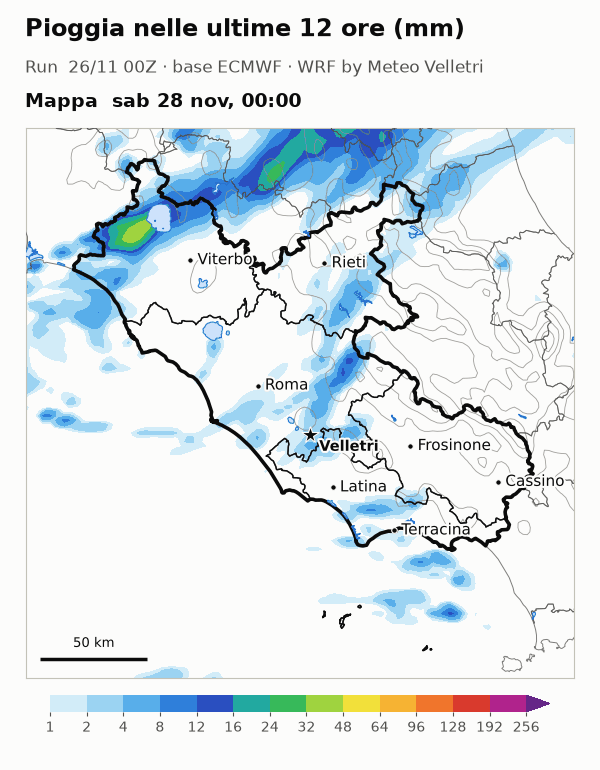 Pioggia nelle ultime 12 ore (mm)
Run  26/11 00Z · base ECMWF · WRF by Meteo Velletri
Mappa  sab 28 nov, 00:00
Viterbo
Rieti
Roma
Velletri
Frosinone
Latina
Cassino
Terracina
50 km
1 2 4 8 12 16 24 32 48 64 96 128 192 256